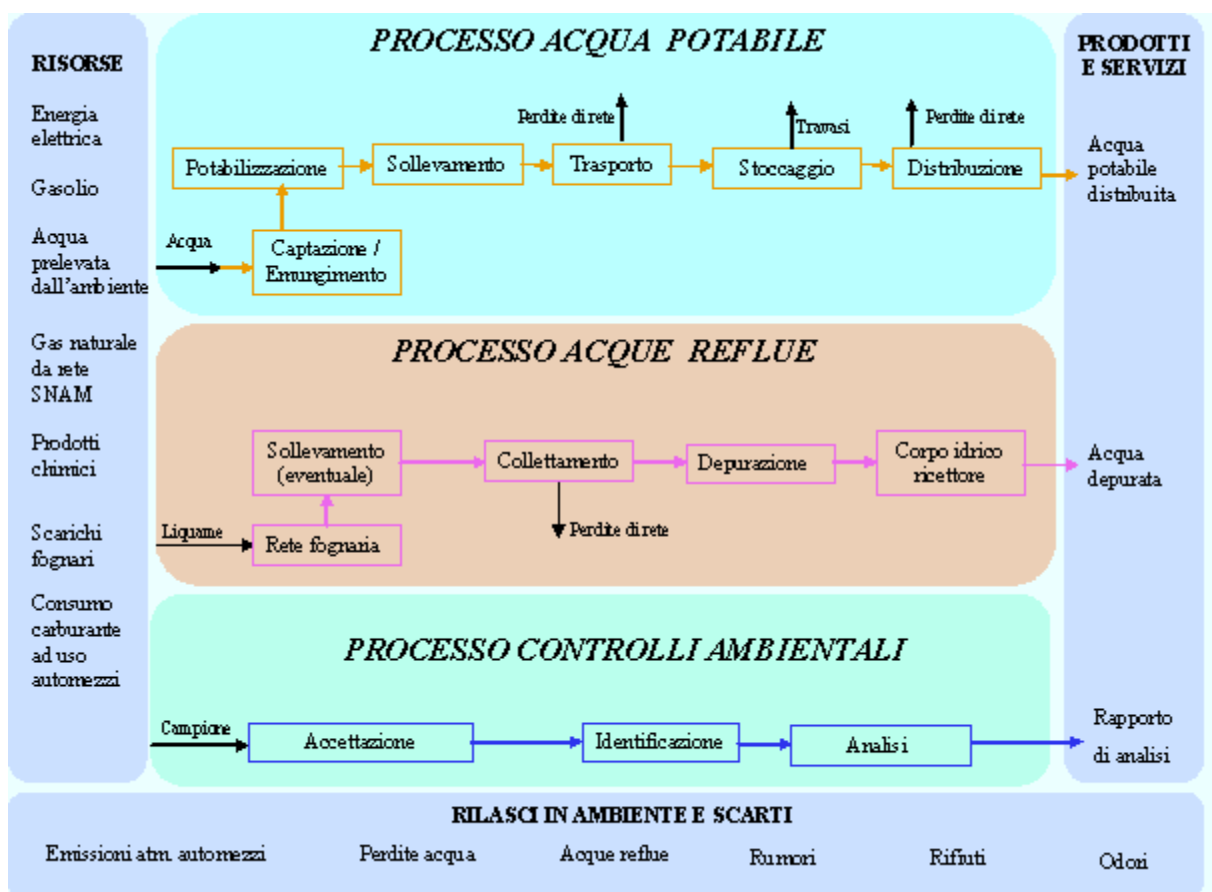 PROCESSO ACQUA POTABILE
RISORSE
Energia
elettrica
Gasolio
Acqua
prelevata
dall'ambiente
Gas naturale
da rete
SNAM
Prodotti
chimici
Scarichi
fognari
Consumo
carburante
ad uso
automezzi
Perdite di rete
Travasi
Perdite di rete
Potabilizzazione
Sollevamento
Trasporto
Stoccaggio
Distribuzione
Acqua
Captazione /
Emungimento
PROCESSO ACQUE REFLUE
Sollevamento
(eventuale)
Collettamento
Depurazione
Corpo idrico
ricettore
Liquame
Rete fognaria
Perdite di rete
PROCESSO CONTROLLI AMBIENTALI
Campione
Accettazione
Identificazione
Analisi
PRODOTTI
E SERVIZI
Acqua
potabile
distribuita
Acqua
depurata
Rapporto
di analisi
RILASCI IN AMBIENTE E SCARTI
Emissioni atm. automezzi
Perdite acqua
Acque reflue
Rumori
Rifiuti
Odori